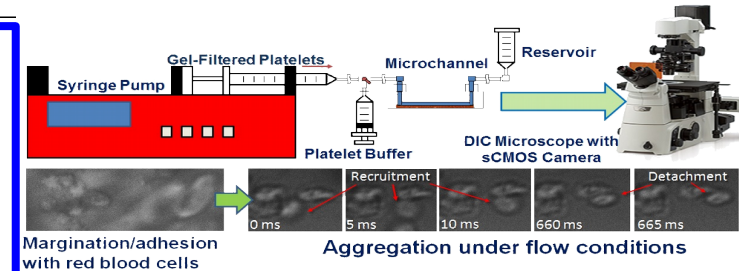 Gel-Filtered Platelets
Syringe Pump
Microchannel
Reservoir
Platelet Buffer
DIC Microscope with
sCMOS Camera
Recruitment
Detachment
0 ms
5 ms
10 ms
660 ms
665 ms
Margination/adhesion
with red blood cells
Aggregation under flow conditions